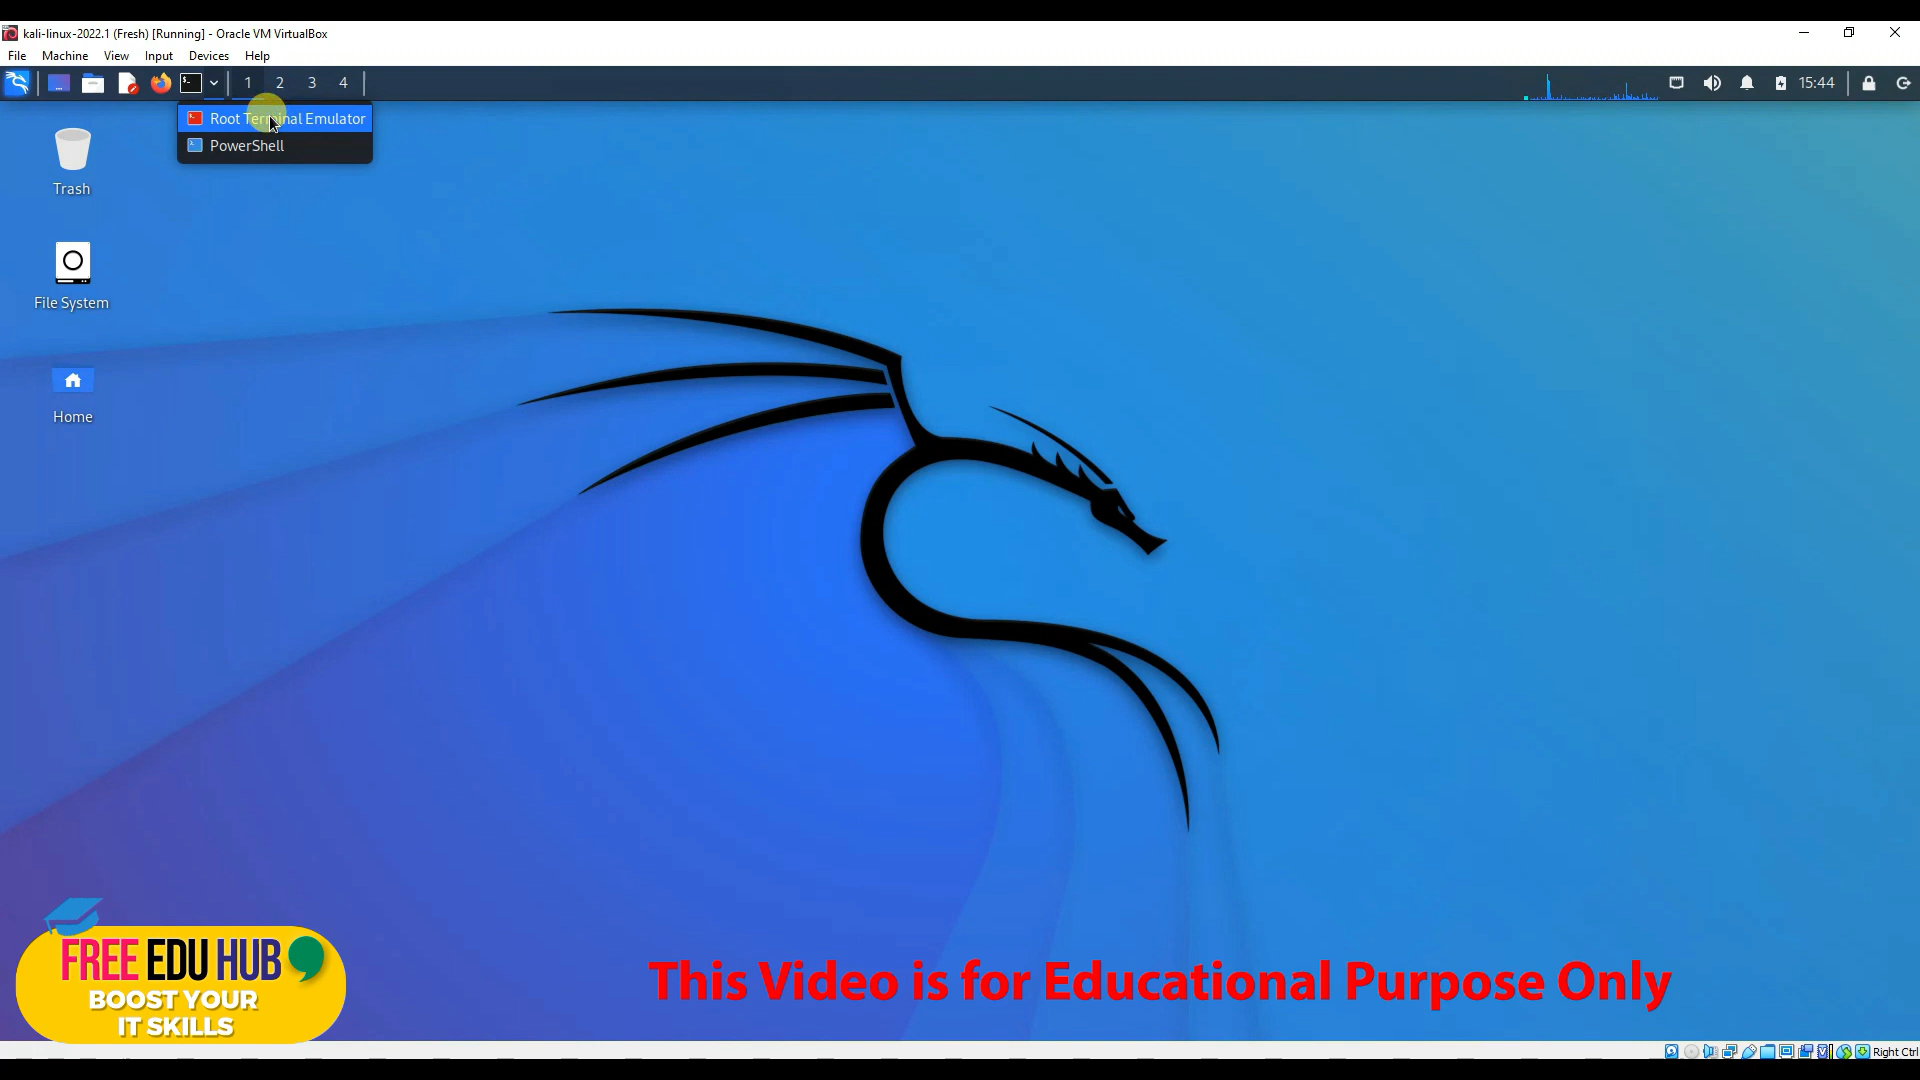 kali-linux-2022.1 (Fresh) [Running] - Oracle VM VirtualBox
File Machine View Input Devices Help
1 2 3 4 15:44
Root Terminal Emulator
PowerShell
Trash
File System
Home
FREE EDU HUB
BOOST YOUR
IT SKILLS
This Video is for Educational Purpose Only
Right Ctrl